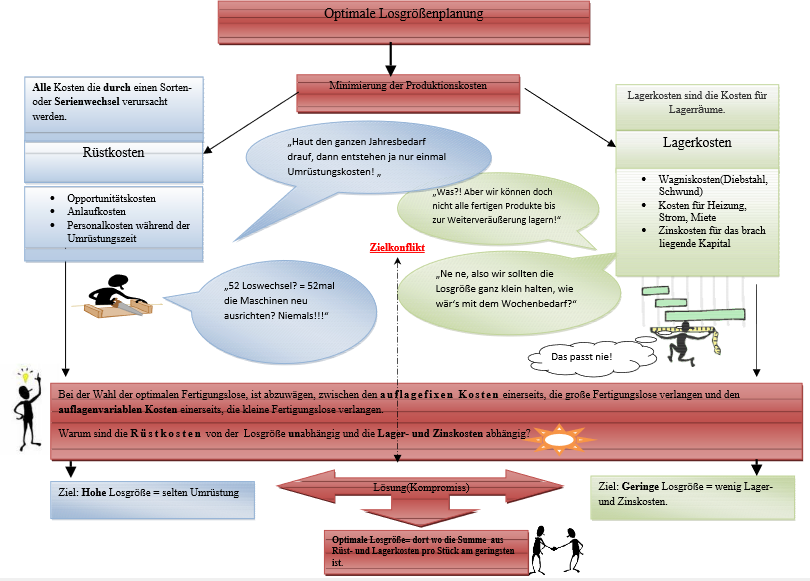 Optimale Losgrößenplanung
Minimierung der Produktionskosten
Alle Kosten die durch einen Sorten-
oder Serienwechsel verursacht
werden.
Rüstkosten
• Opportunitätskosten
• Anlaufkosten
• Personalkosten während der
Umrüstungszeit
Lagerkosten sind die Kosten für
Lagerräume.
Lagerkosten
• Wagniskosten(Diebstahl,
Schwund)
• Kosten für Heizung,
Strom, Miete
• Zinskosten für das brach
liegende Kapital
„Haut den ganzen Jahresbedarf
drauf, dann entstehen ja nur einmal
Umrüstungskosten! „
„Was?! Aber wir können doch
nicht alle fertigen Produkte bis
zur Weiterveräußerung lagern!“
Zielkonflikt
„52 Loswechsel? = 52mal
die Maschinen neu
ausrichten? Niemals!!!“
„Ne ne, also wir sollten die
Losgröße ganz klein halten, wie
wär’s mit dem Wochenbedarf?“
Das passt nie!
Bei der Wahl der optimalen Fertigungslose, ist abzuwägen, zwischen den auflagefixen Kosten einerseits, die große Fertigungslose verlangen und den
auflagenvariablen Kosten einerseits, die kleine Fertigungslose verlangen.
Warum sind die Rüstkosten von der Losgröße unabhängig und die Lager- und Zinskosten abhängig?
Ziel: Hohe Losgröße = selten Umrüstung
Lösung(Kompromiss)
Ziel: Geringe Losgröße = wenig Lager-
und Zinskosten.
Optimale Losgröße= dort wo die Summe aus
Rüst- und Lagerkosten pro Stück am geringsten
ist.